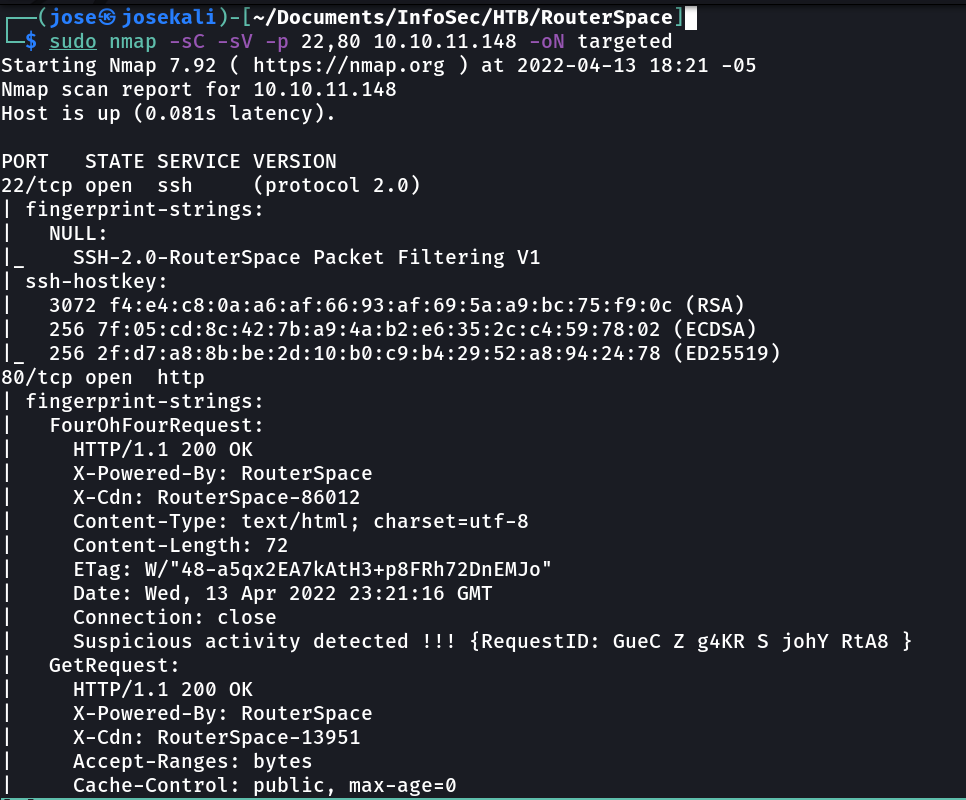 ┌──(jose㉿josekali)-[~/Documents/InfoSec/HTB/RouterSpace]
└─$ sudo nmap -sC -sV -p 22,80 10.10.11.148 -oN targeted
Starting Nmap 7.92 ( https://nmap.org ) at 2022-04-13 18:21 -05
Nmap scan report for 10.10.11.148
Host is up (0.081s latency).

PORT   STATE SERVICE VERSION
22/tcp open  ssh     (protocol 2.0)
| fingerprint-strings:
|   NULL:
|_    SSH-2.0-RouterSpace Packet Filtering V1
| ssh-hostkey:
|   3072 f4:e4:c8:0a:a6:af:66:93:af:69:5a:a9:bc:75:f9:0c (RSA)
|   256 7f:05:cd:8c:42:7b:a9:4a:b2:e6:35:2c:c4:59:78:02 (ECDSA)
|_  256 2f:d7:a8:8b:be:2d:10:b0:c9:b4:29:52:a8:94:24:78 (ED25519)
80/tcp open  http
| fingerprint-strings:
|   FourOhFourRequest:
|     HTTP/1.1 200 OK
|     X-Powered-By: RouterSpace
|     X-Cdn: RouterSpace-86012
|     Content-Type: text/html; charset=utf-8
|     Content-Length: 72
|     ETag: W/"48-a5qx2EA7kAtH3+p8FRh72DnEMJo"
|     Date: Wed, 13 Apr 2022 23:21:16 GMT
|     Connection: close
|     Suspicious activity detected !!! {RequestID: GueC Z g4KR S johY RtA8 }
|   GetRequest:
|     HTTP/1.1 200 OK
|     X-Powered-By: RouterSpace
|     X-Cdn: RouterSpace-13951
|     Accept-Ranges: bytes
|     Cache-Control: public, max-age=0